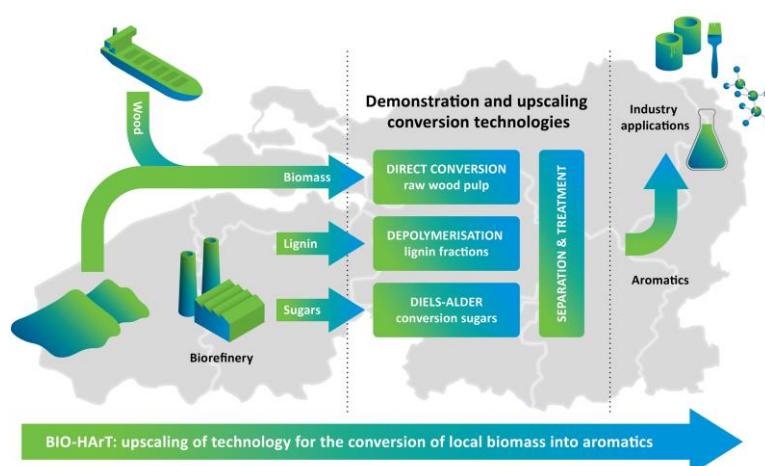 Wood
Demonstration and upscaling
conversion technologies
Industry
applications
Biomass
DIRECT CONVERSION
raw wood pulp
Lignin
DEPOLYMERISATION
lignin fractions
Sugars
DIELS-ALDER
conversion sugars
SEPARATION & TREATMENT
Aromatics
Biorefinery
BIO-HArT: upscaling of technology for the conversion of local biomass into aromatics